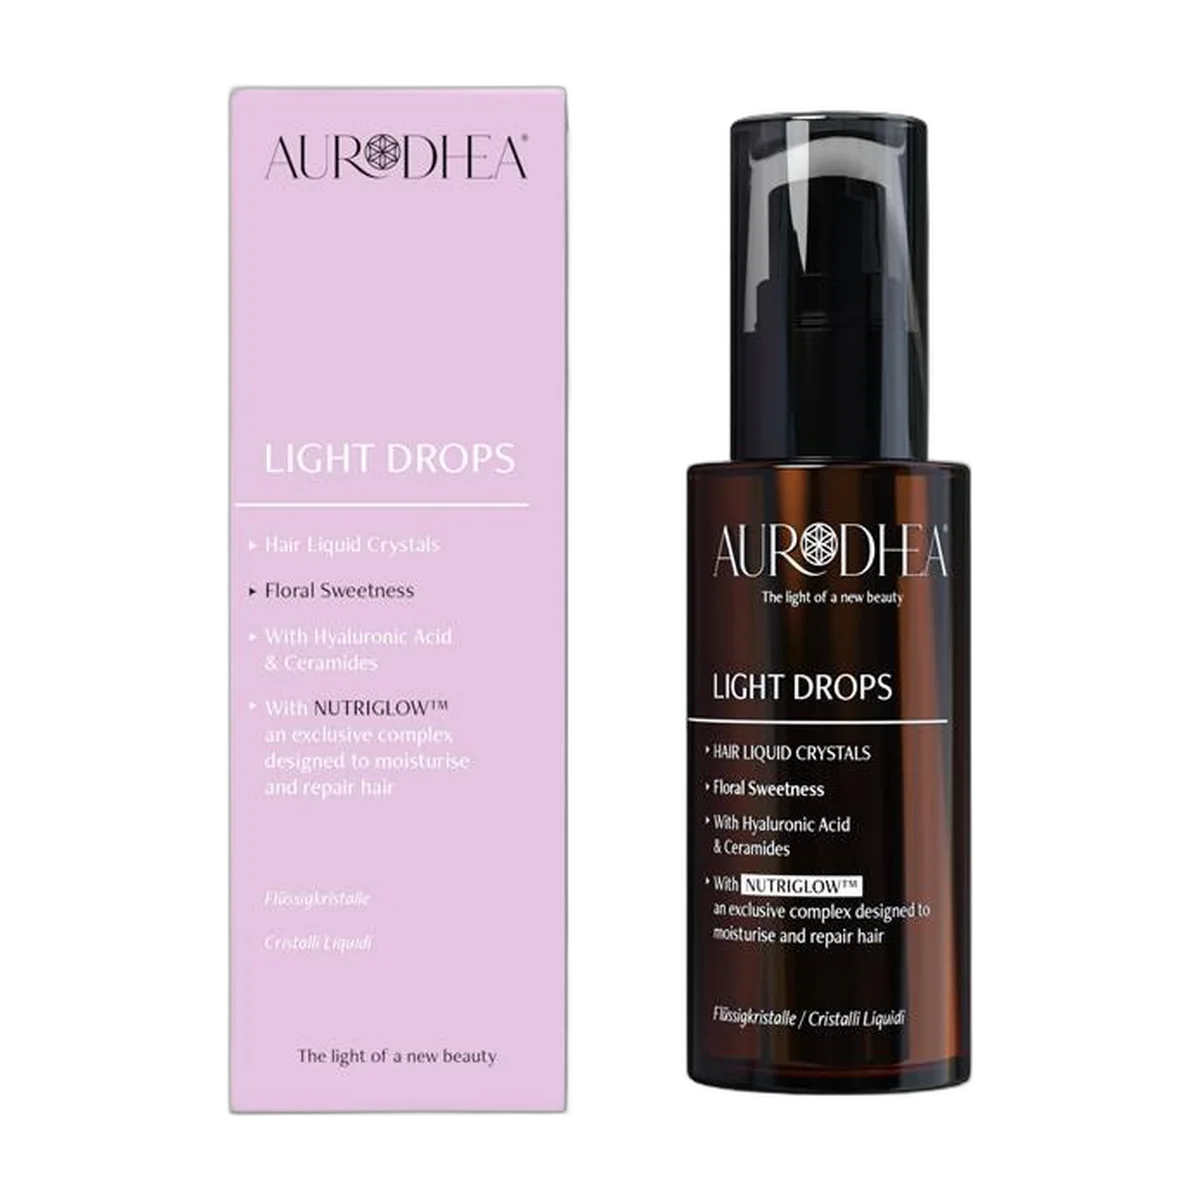 AURODHEA®
LIGHT DROPS
▸ Hair Liquid Crystals
▸ Floral Sweetness
▸ With Hyaluronic Acid
& Ceramides
▸ With NUTRIGLOW™
an exclusive complex
designed to moisturise
and repair hair
Flüssigkristalle
Cristalli Liquidi
The light of a new beauty
AURODHEA®
The light of a new beauty
LIGHT DROPS
▸ HAIR LIQUID CRYSTALS
▸ Floral Sweetness
▸ With Hyaluronic Acid
& Ceramides
▸ With NUTRIGLOW™
an exclusive complex designed to
moisturise and repair hair
Flüssigkristalle / Cristalli Liquidi